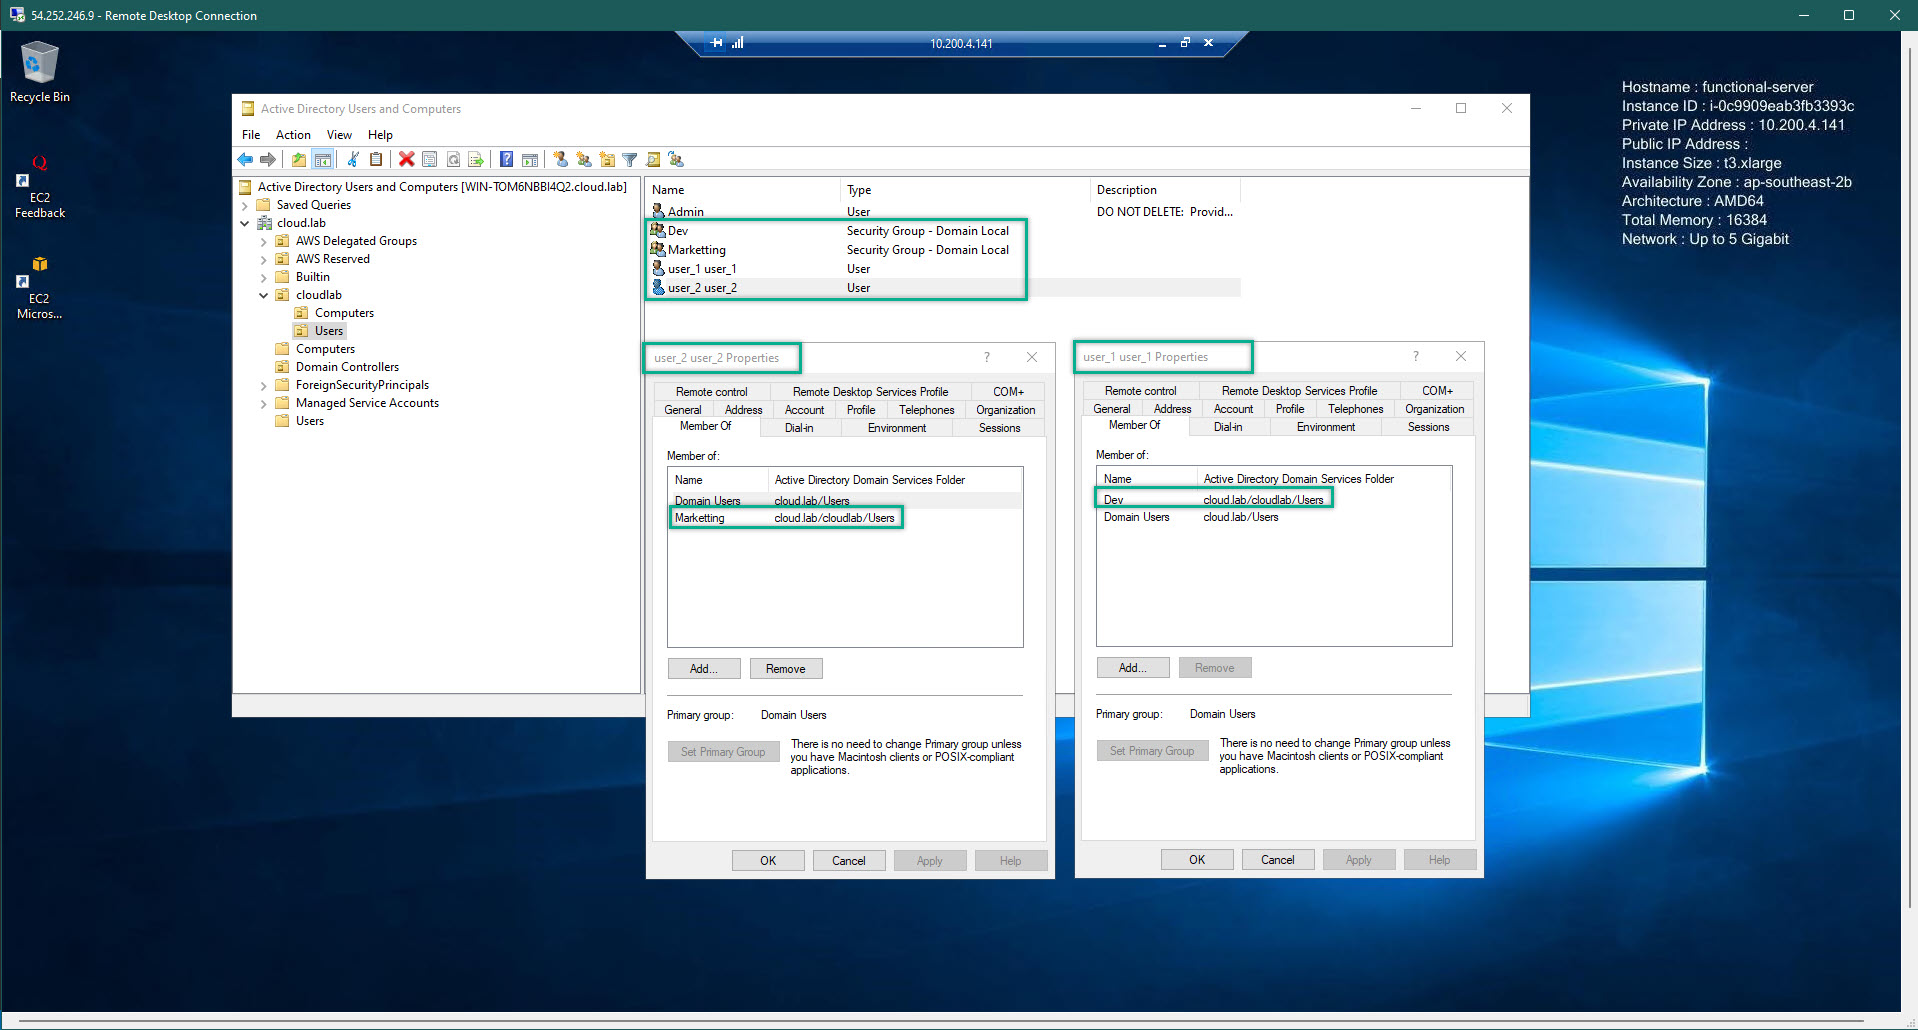 54.252.246.9 - Remote Desktop Connection
10.200.4.141
Recycle Bin
EC2
Feedback
EC2
Micros...
Hostname : functional-server
Instance ID : i-0c9909eab3fb3393c
Private IP Address : 10.200.4.141
Public IP Address :
Instance Size : t3.xlarge
Availability Zone : ap-southeast-2b
Architecture : AMD64
Total Memory : 16384
Network : Up to 5 Gigabit
Active Directory Users and Computers
File Action View Help
Active Directory Users and Computers [WIN-TOM6NBBI4Q2.cloud.lab]
Saved Queries
cloud.lab
AWS Delegated Groups
AWS Reserved
Builtin
cloudlab
Computers
Users
Computers
Domain Controllers
ForeignSecurityPrincipals
Managed Service Accounts
Users
Name Type Description
Admin User DO NOT DELETE: Provid...
Dev Security Group - Domain Local
Marketting Security Group - Domain Local
user_1 user_1 User
user_2 user_2 User
user_2 user_2 Properties ?
Remote control Remote Desktop Services Profile COM+
General Address Account Profile Telephones Organization
Member Of Dial-in Environment Sessions
Member of:
Name Active Directory Domain Services Folder
Domain Users cloud.lab/Users
Marketting cloud.lab/cloudlab/Users
Add... Remove
Primary group: Domain Users
Set Primary Group
There is no need to change Primary group unless
you have Macintosh clients or POSIX-compliant
applications.
OK Cancel Apply Help
user_1 user_1 Properties ?
Remote control Remote Desktop Services Profile COM+
General Address Account Profile Telephones Organization
Member Of Dial-in Environment Sessions
Member of:
Name Active Directory Domain Services Folder
Dev cloud.lab/cloudlab/Users
Domain Users cloud.lab/Users
Add... Remove
Primary group: Domain Users
Set Primary Group
There is no need to change Primary group unless
you have Macintosh clients or POSIX-compliant
applications.
OK Cancel Apply Help